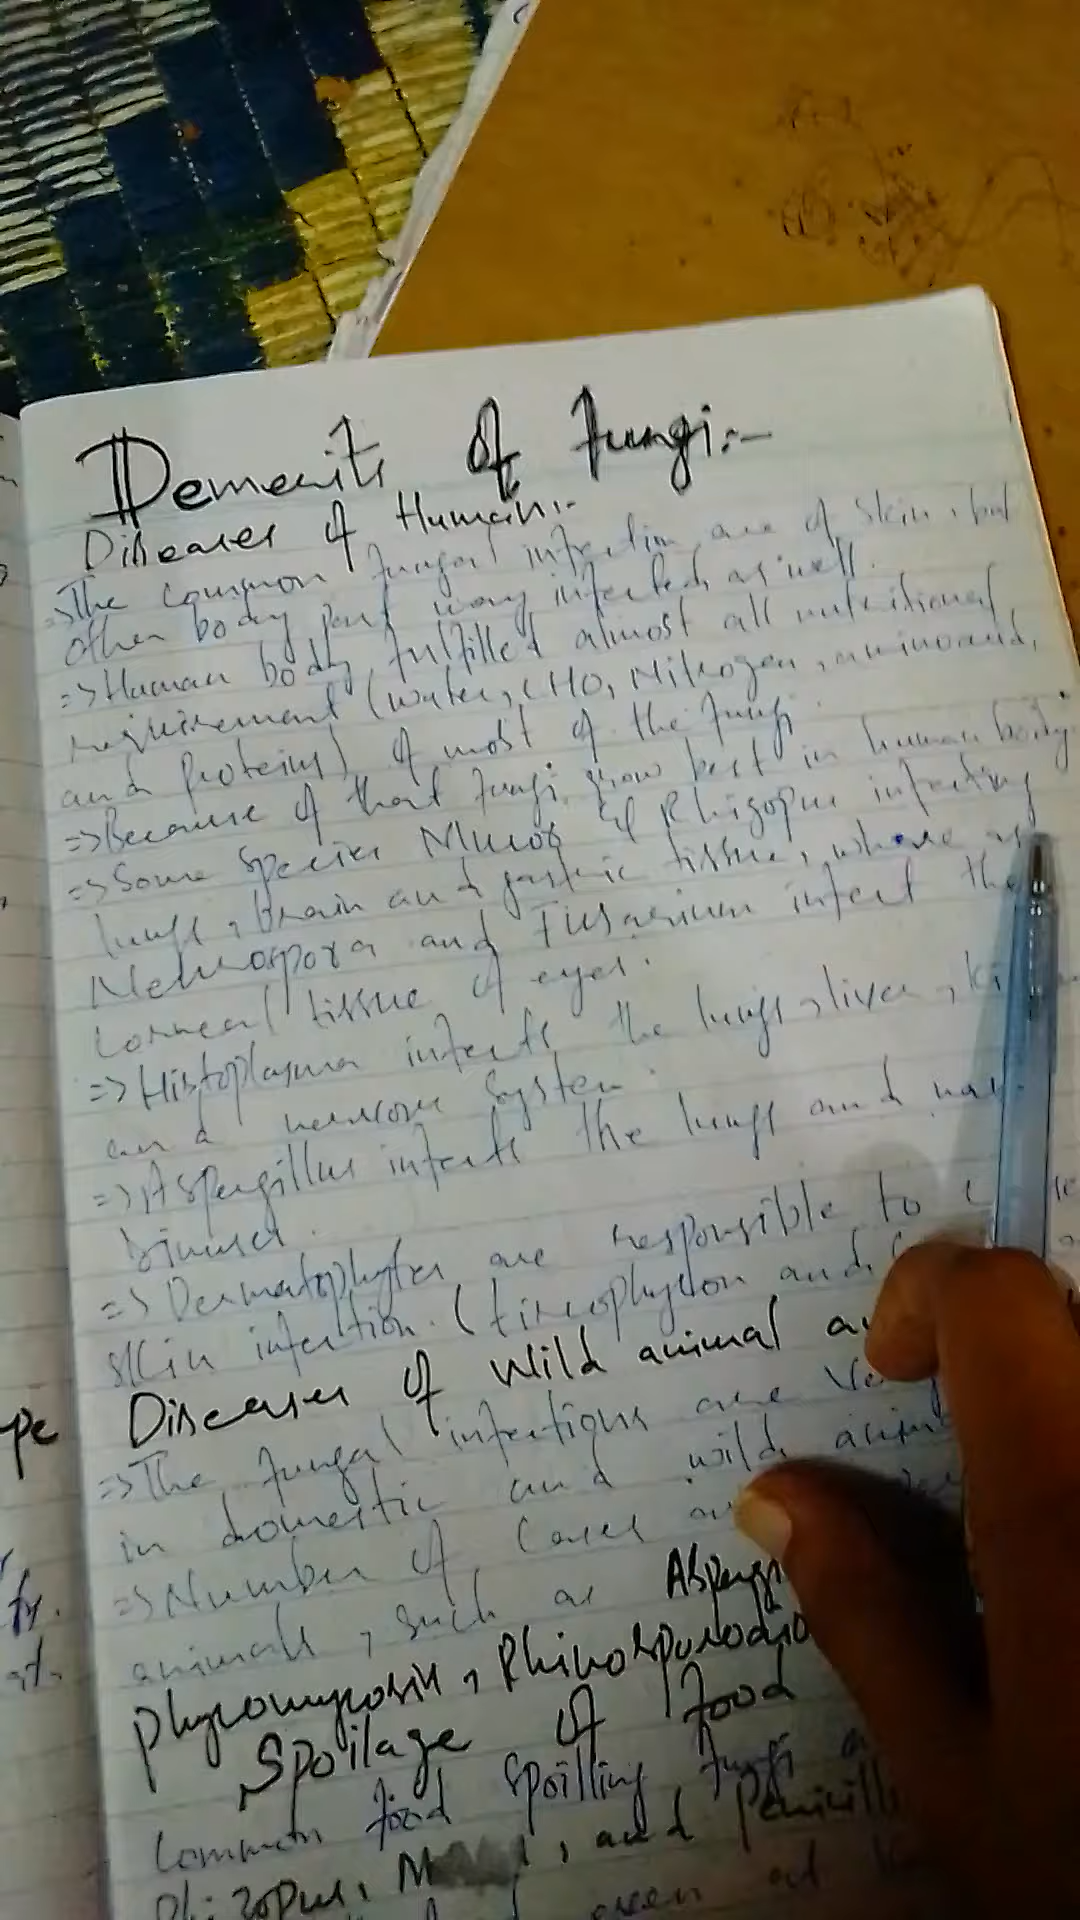 Demerits of fungi:-
Diseases of Human:-
=>The common fungal infection are of skin, but
other body part may infected as well.
=>Human body fulfilled almost all nutritional
requirement (water, CHO, Nitrogen, aminoacid,
and proteins) of most of the fungi.
=>Because of that fungi grow best in human body.
=>Some species Mucor & Rhizopus infecting
lungs, brain and gastric tissue, where as
Neurospora and Fusarium infect the
corneal tissue of eyes.
=>Histoplasma infects the lungs, liver,
and nervous system.
=>Aspergillus infects the lungs and
sinuses.
=>Dermatophytes are responsible to
skin infection. ( and
Diseases of Wild animal
=>The fungal infections are
in domestic and wild
=>Number of cases
animals, such as
phycomycosis,
Spoilage of food
Common food spoiling fungi
Rhizopus, and
seen